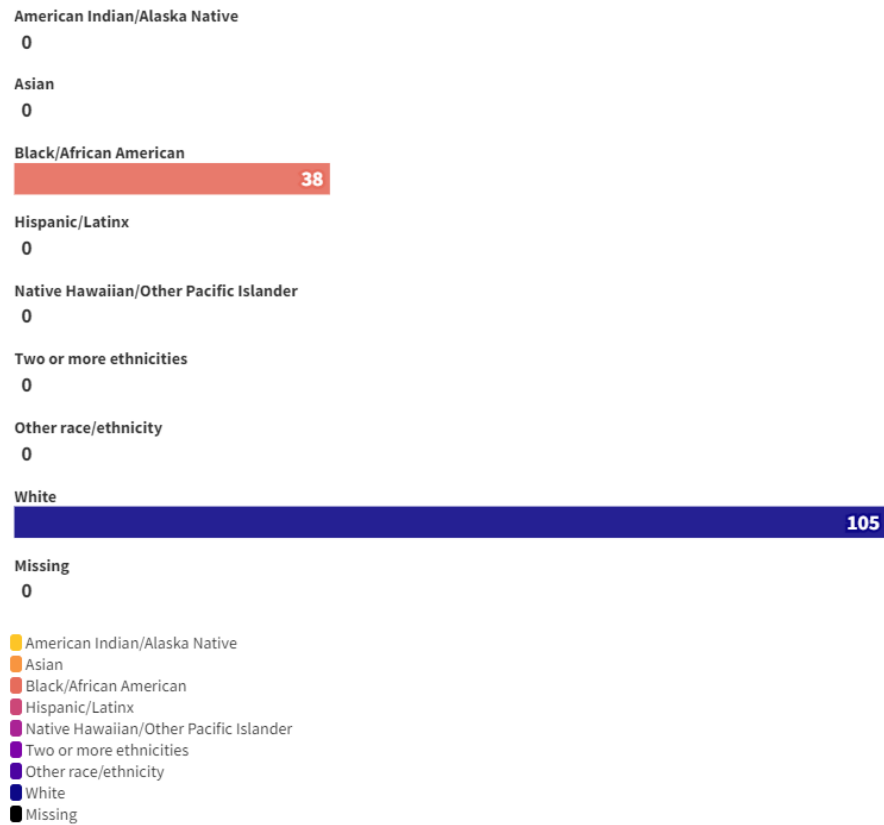 American Indian/Alaska Native
0
Asian
0
Black/African American
38
Hispanic/Latinx
0
Native Hawaiian/Other Pacific Islander
0
Two or more ethnicities
0
Other race/ethnicity
0
White
105
Missing
0
American Indian/Alaska Native
Asian
Black/African American
Hispanic/Latinx
Native Hawaiian/Other Pacific Islander
Two or more ethnicities
Other race/ethnicity
White
Missing